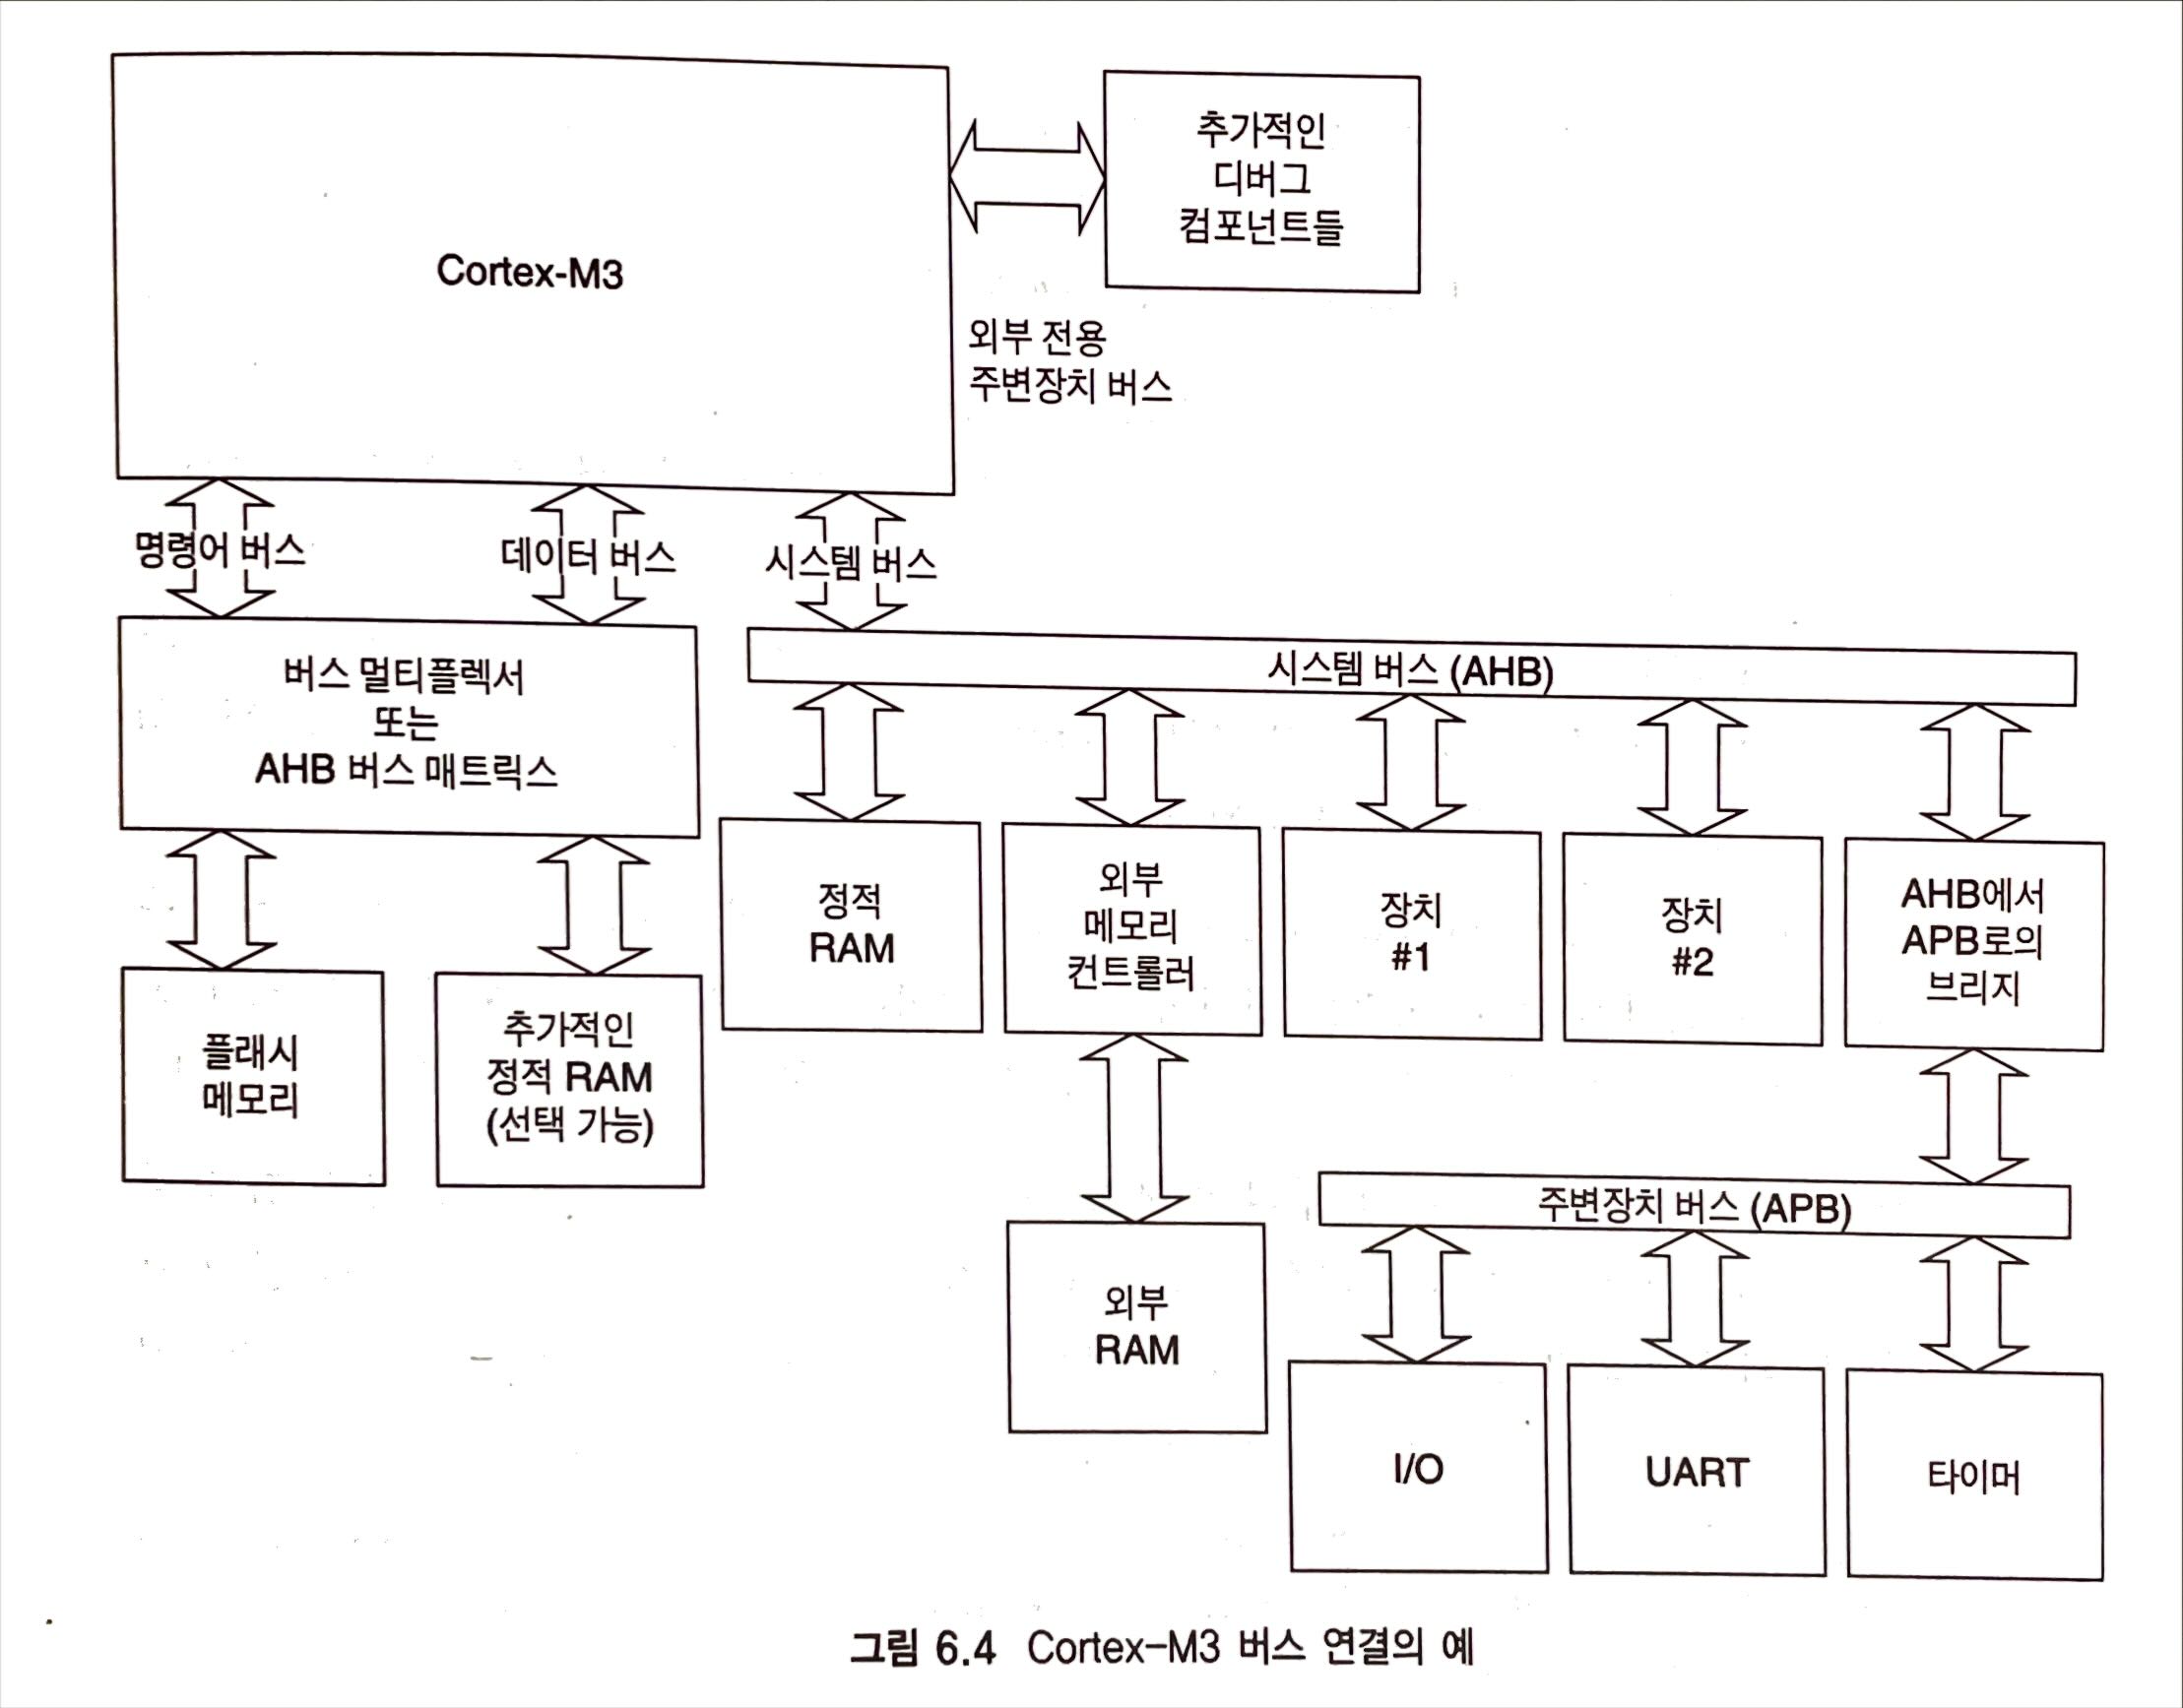 Cortex-M3
추가적인
디버그
컴포넌트들
외부 전용
주변장치 버스
명령어 버스
데이터 버스
시스템 버스
버스 멀티플렉서
또는
AHB 버스 매트릭스
시스템 버스 (AHB)
플래시
메모리
추가적인
정적 RAM
(선택 가능)
정적
RAM
외부
메모리
컨트롤러
장치
#1
장치
#2
AHB에서
APB로의
브리지
외부
RAM
주변장치 버스 (APB)
I/O
UART
타이머
그림 6.4 Cortex-M3 버스 연결의 예